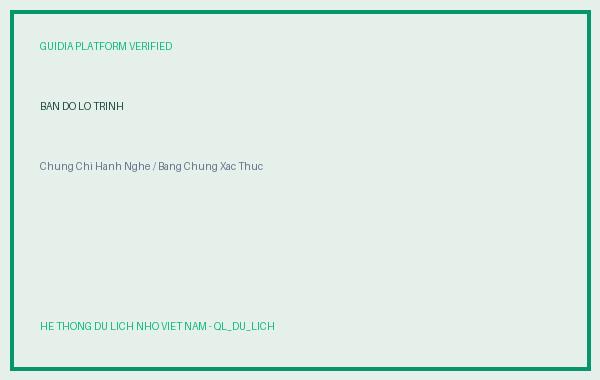 GUIDIA PLATFORM VERIFIED
BAN DO LO TRINH
Chung Chi Hanh Nghe / Bang Chung Xac Thuc
HE THONG DU LICH NHO VIET NAM - QL_DU_LICH